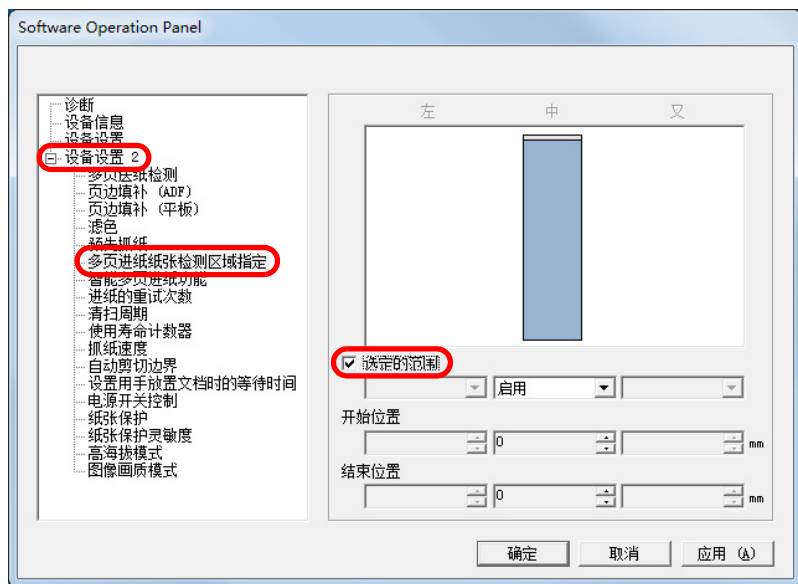 Software Operation Panel
诊断
设备信息
设备设置
设备设置 2
多页送纸检测
页边填补 (ADF)
页边填补 (平板)
滤色
预先抓纸
多页进纸纸张检测区域指定
智能多页进纸功能
进纸的重试次数
清扫周期
使用寿命计数器
抓纸速度
自动剪切边界
设置用手放置文档时的等待时间
电源开关控制
纸张保护
纸张保护灵敏度
高海拔模式
图像画质模式
左 中 又
选定的范围
启用
开始位置
0 mm
结束位置
0 mm
确定 取消 应用 (A)